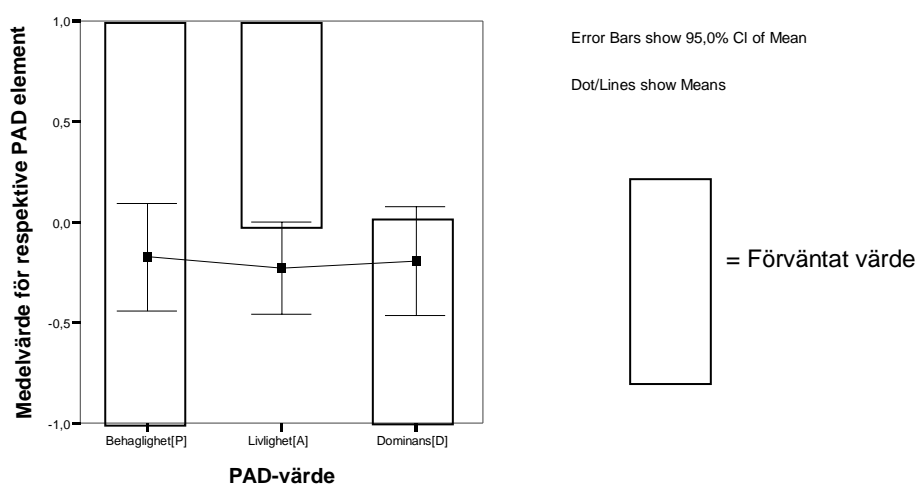 Medelvärde för respektive PAD element
1,0
0,5
0,0
-0,5
-1,0
Behaglighet[P]
Livlighet[A]
Dominans[D]
PAD-värde
Error Bars show 95,0% CI of Mean
Dot/Lines show Means
= Förväntat värde